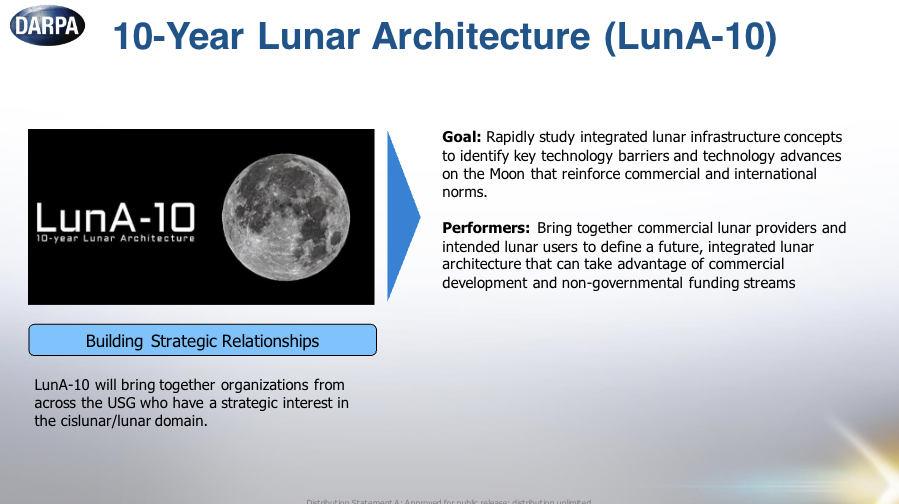 DARPA
10-Year Lunar Architecture (LunA-10)
LunA-10
10-year Lunar Architecture
Goal: Rapidly study integrated lunar infrastructure concepts
to identify key technology barriers and technology advances
on the Moon that reinforce commercial and international
norms.
Performers: Bring together commercial lunar providers and
intended lunar users to define a future, integrated lunar
architecture that can take advantage of commercial
development and non-governmental funding streams
Building Strategic Relationships
LunA-10 will bring together organizations from
across the USG who have a strategic interest in
the cislunar/lunar domain.
Distribution Statement A: Approved for public release; distribution unlimited